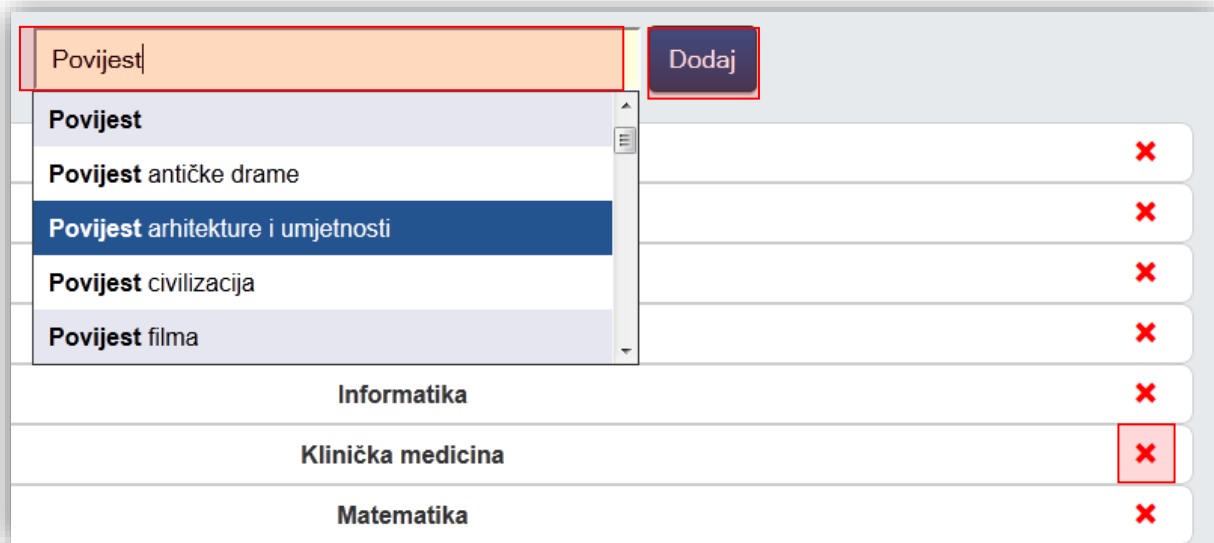 Povijest
Dodaj
Povijest
Povijest antičke drame
Povijest arhitekture i umjetnosti
Povijest civilizacija
Povijest filma
Informatika
Klinička medicina
Matematika